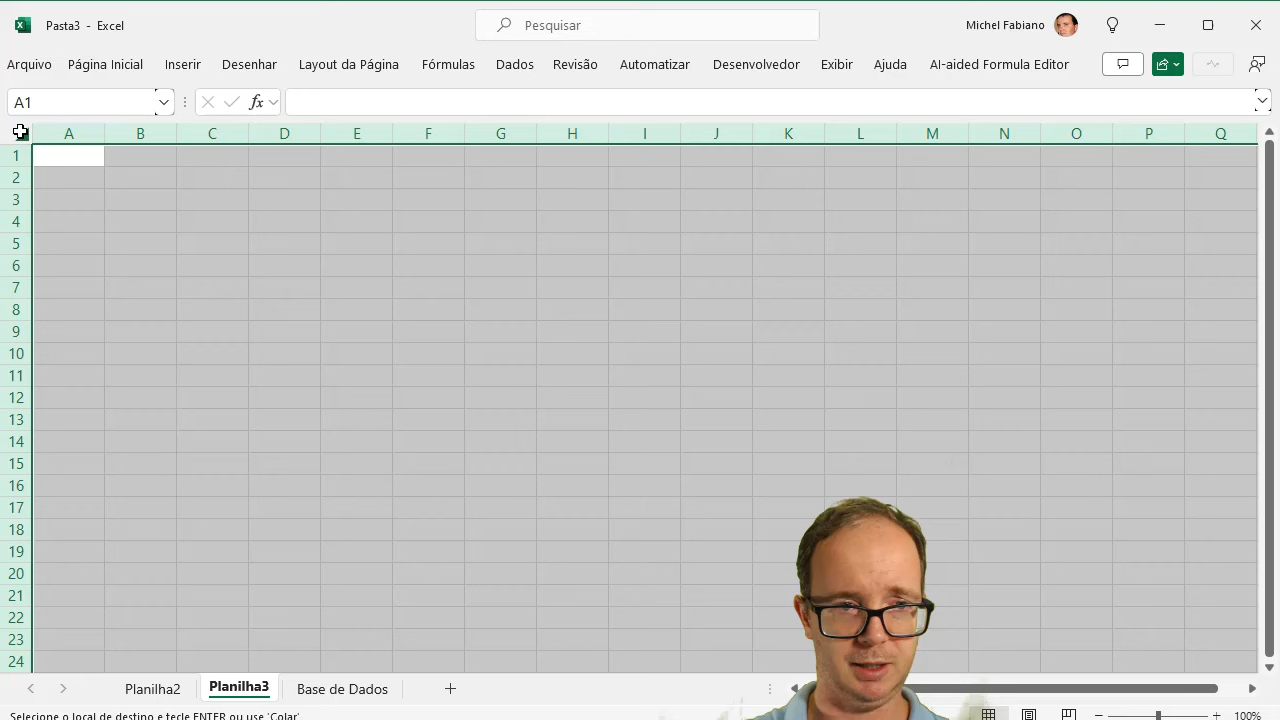 Pasta3 - Excel
Pesquisar
Michel Fabiano
Arquivo Página Inicial Inserir Desenhar Layout da Página Fórmulas Dados Revisão Automatizar Desenvolvedor Exibir Ajuda AI-aided Formula Editor
A1
fx
A B C D E F G H I J K L M N O P Q
1
2
3
4
5
6
7
8
9
10
11
12
13
14
15
16
17
18
19
20
21
22
23
24
Planilha2 Planilha3 Base de Dados
Selecione o local de destino e tecle ENTER ou use 'Colar'
100%